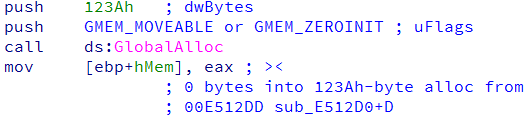 push    123Ah  ; dwBytes
push    GMEM_MOVEABLE or GMEM_ZEROINIT ; uFlags
call    ds:GlobalAlloc
mov     [ebp+hMem], eax ; ><
; 0 bytes into 123Ah-byte alloc from
; 00E512DD sub_E512D0+D